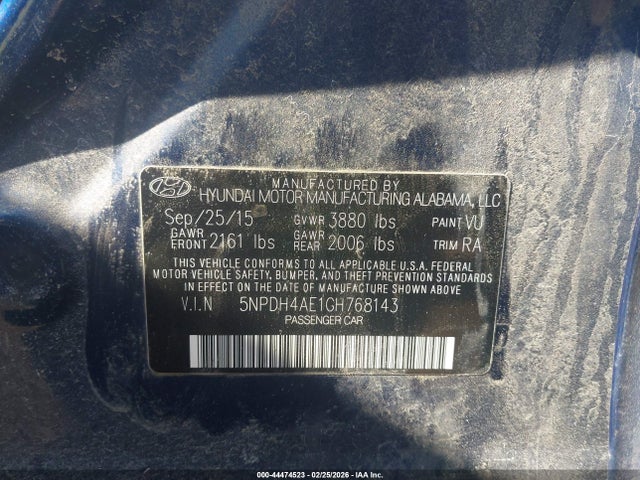 MANUFACTURED BY
HYUNDAI MOTOR MANUFACTURING ALABAMA, LLC
Sep/25/15 GVWR 3880 lbs PAINT VU
GAWR FRONT 2161 lbs GAWR REAR 2006 lbs TRIM RA
THIS VEHICLE CONFORMS TO ALL APPLICABLE U.S.A. FEDERAL
MOTOR VEHICLE SAFETY, BUMPER, AND THEFT PREVENTION
STANDARDS IN EFFECT ON THE DATE OF MANUFACTURE SHOWN ABOVE.
V.I.N 5NPDH4AE1GH768143
PASSENGER CAR
000-44474523 - 02/25/2026 - IAA Inc.